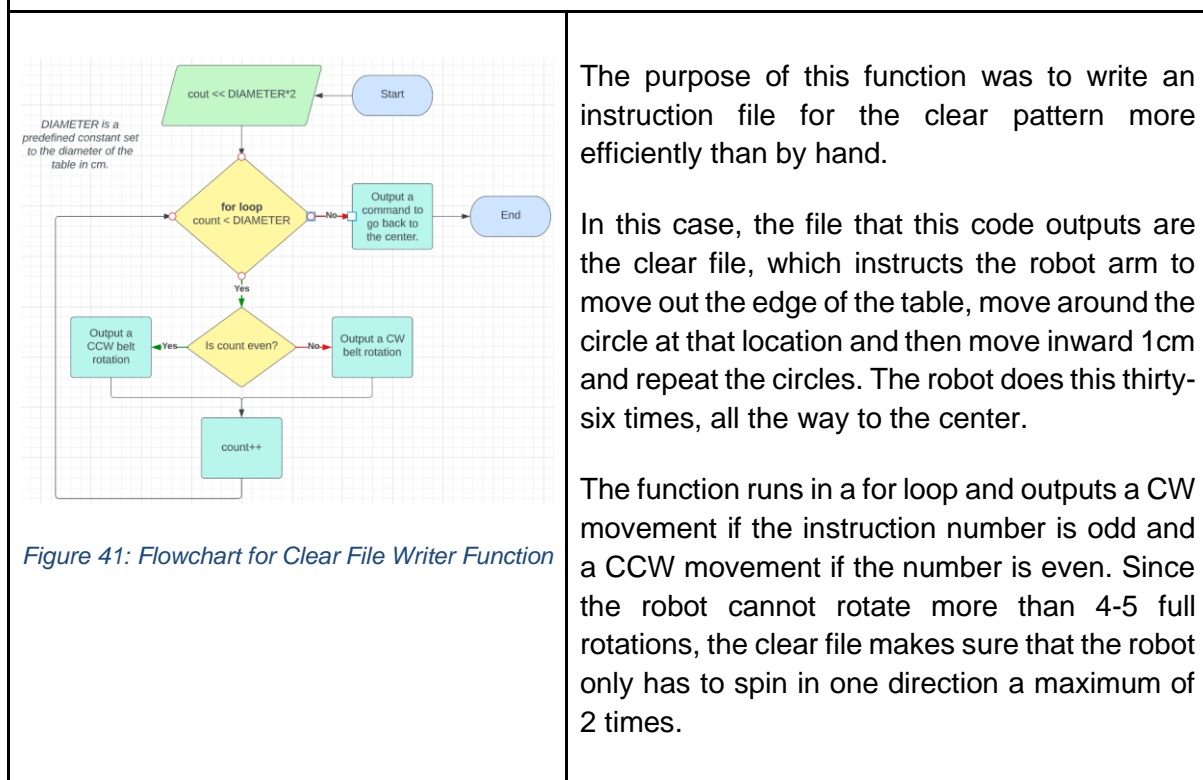 cout << DIAMETER*2
Start
DIAMETER is a
predefined constant set
to the diameter of the
table in cm.
for loop
count < DIAMETER
No
Output a
command to
go back to
the center.
End
Yes
Output a
CCW belt
rotation
Yes
Is count even?
No
Output a CW
belt rotation
count++
Figure 41: Flowchart for Clear File Writer Function
The purpose of this function was to write an
instruction file for the clear pattern more
efficiently than by hand.
In this case, the file that this code outputs are
the clear file, which instructs the robot arm to
move out the edge of the table, move around the
circle at that location and then move inward 1cm
and repeat the circles. The robot does this thirty-
six times, all the way to the center.
The function runs in a for loop and outputs a CW
movement if the instruction number is odd and
a CCW movement if the number is even. Since
the robot cannot rotate more than 4-5 full
rotations, the clear file makes sure that the robot
only has to spin in one direction a maximum of
2 times.